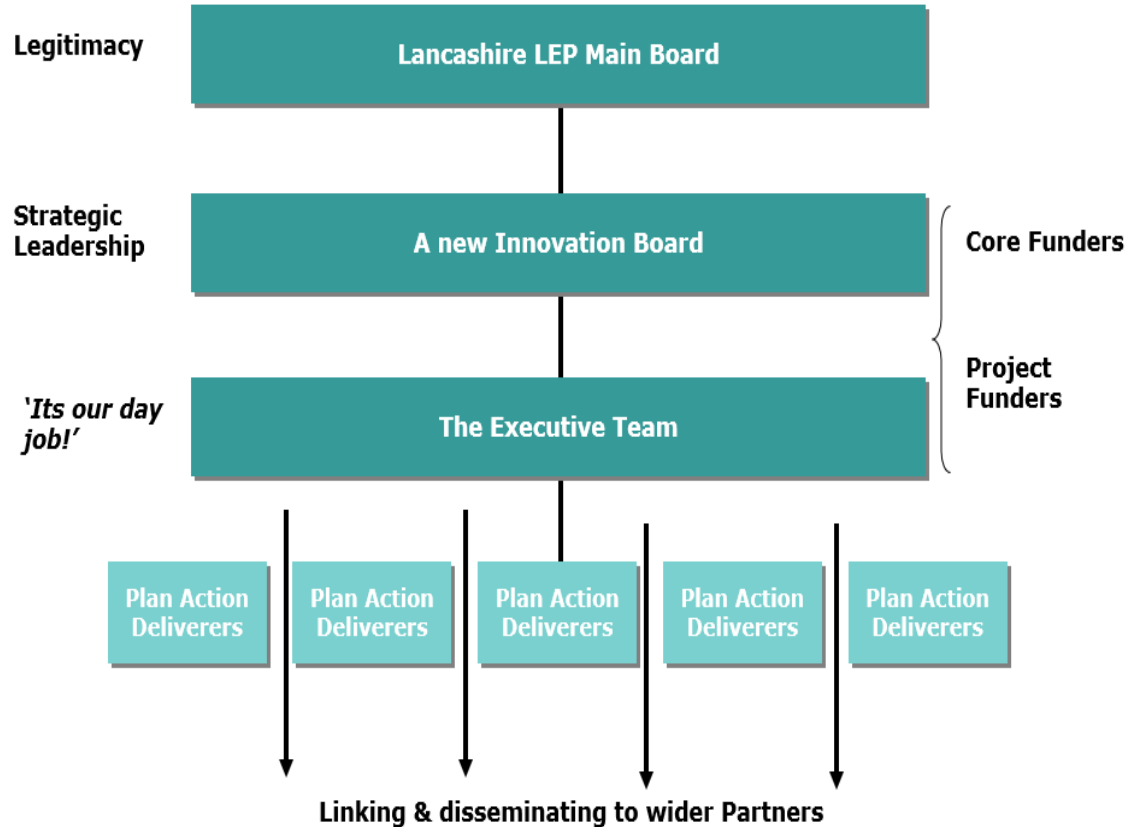 Legitimacy
Lancashire LEP Main Board
Strategic
Leadership
A new Innovation Board
Core Funders
Project
Funders
‘Its our day
job!’
The Executive Team
Plan Action
Deliverers
Plan Action
Deliverers
Plan Action
Deliverers
Plan Action
Deliverers
Plan Action
Deliverers
Linking & disseminating to wider Partners